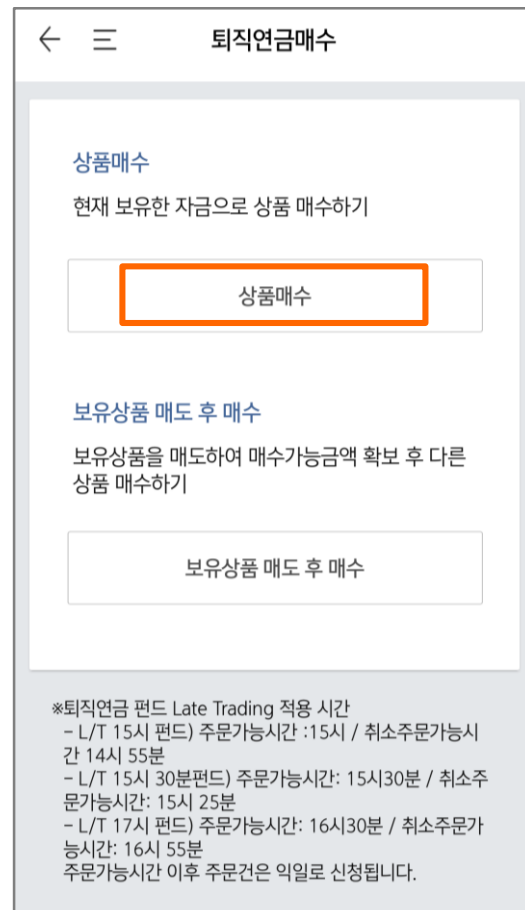 퇴직연금매수
상품매수
현재 보유한 자금으로 상품 매수하기
상품매수
보유상품 매도 후 매수
보유상품을 매도하여 매수가능금액 확보 후 다른
상품 매수하기
보유상품 매도 후 매수
※퇴직연금 펀드 Late Trading 적용 시간
- L/T 15시 펀드) 주문가능시간 :15시 / 취소주문가능시
간 14시 55분
- L/T 15시 30분펀드) 주문가능시간: 15시30분 / 취소주
문가능시간: 15시 25분
- L/T 17시 펀드) 주문가능시간: 16시30분 / 취소주문가
능시간: 16시 55분
주문가능시간 이후 주문건은 익일로 신청됩니다.